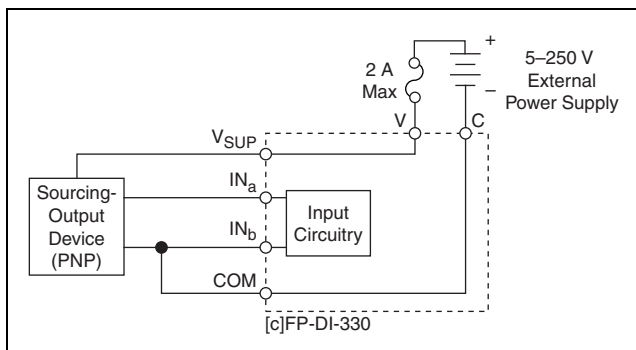 +
2 A
Max
5–250 V
External
Power Supply
–
V
C
VSUP
INa
INb
COM
Sourcing-
Output
Device
(PNP)
Input
Circuitry
[c]FP-DI-330